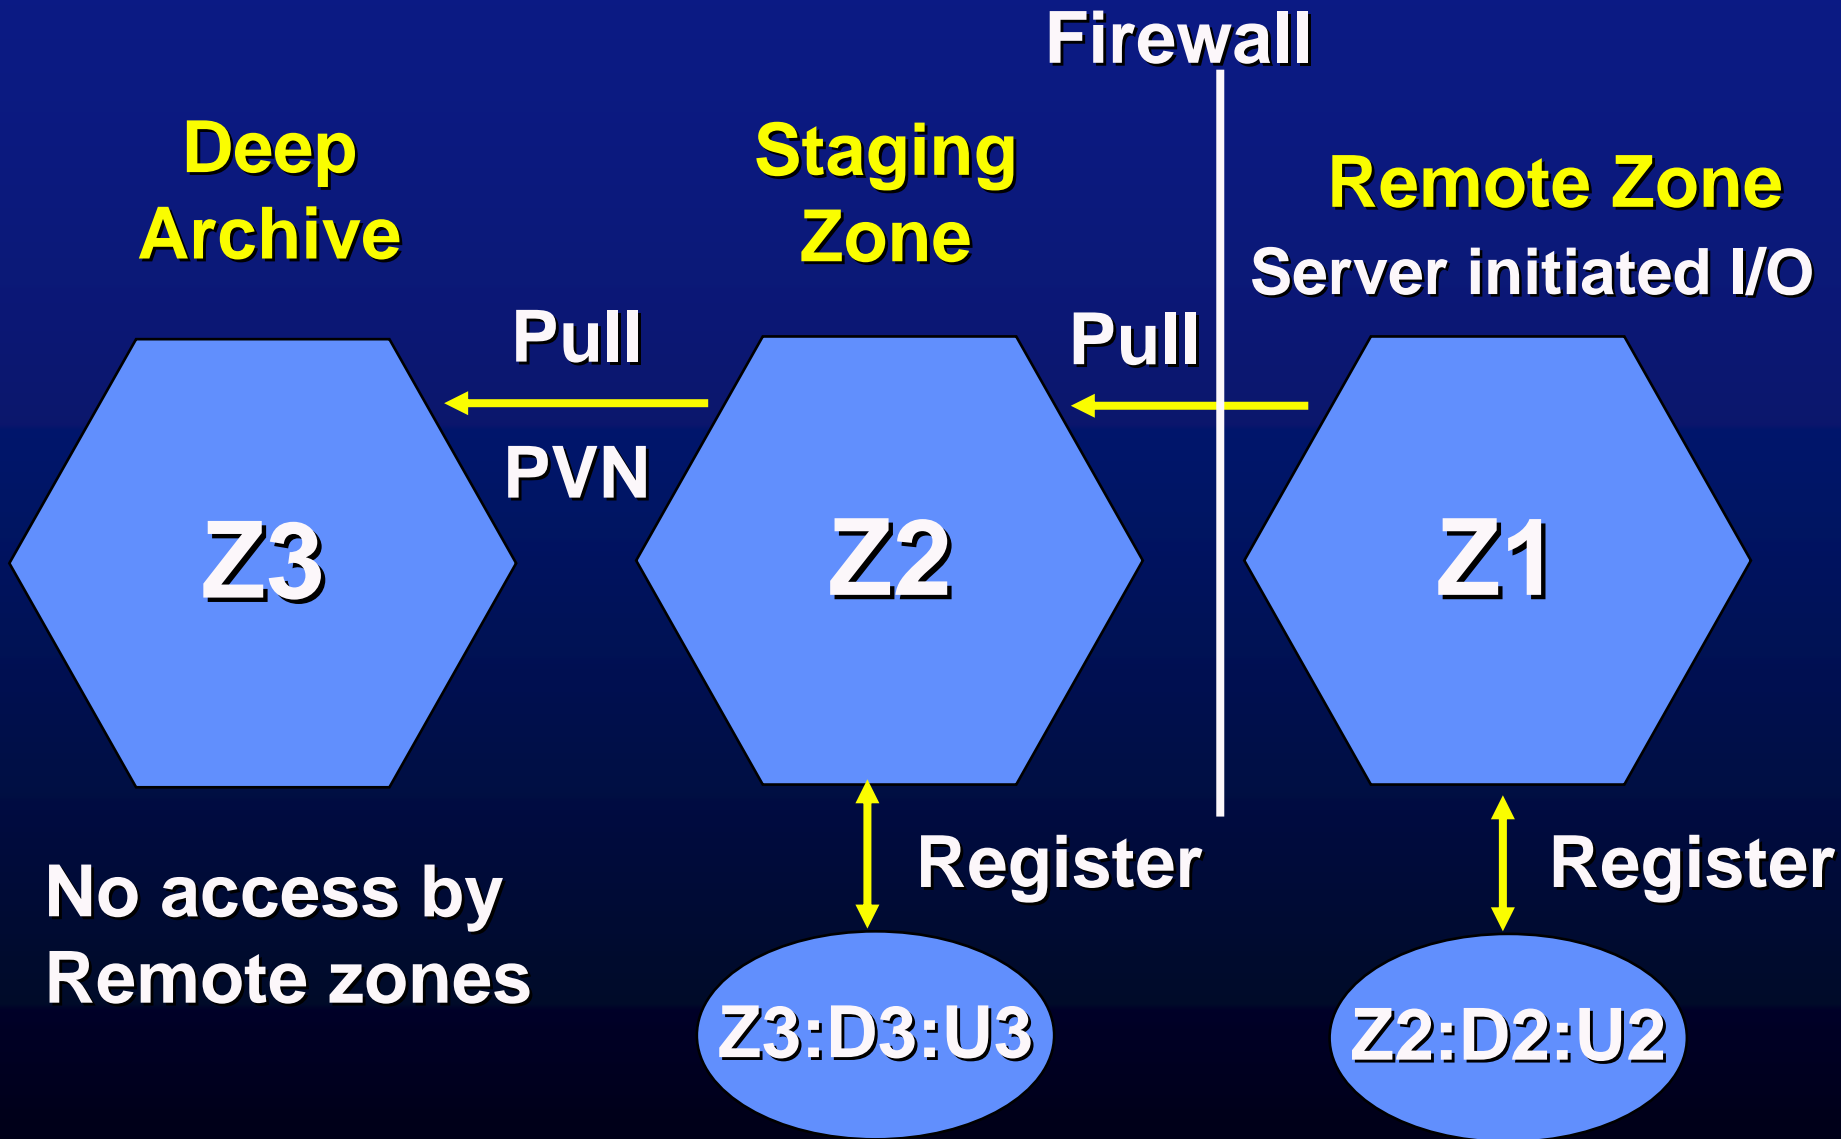 Firewall
Deep
Archive
Staging
Zone
Remote Zone
Server initiated I/O
Pull
Pull
PVN
Z3
Z2
Z1
Register
Register
No access by
Remote zones
Z3:D3:U3
Z2:D2:U2